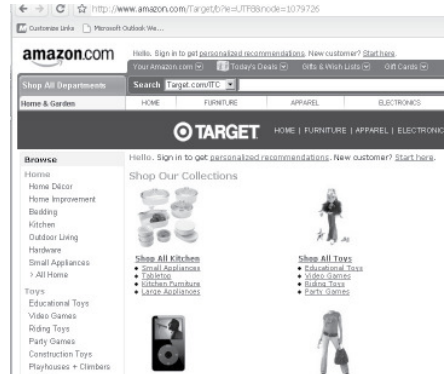 http://www.amazon.com/Target/b?ie=UTF8&node=1079726
Customize Links Microsoft Outlook We...
amazon.com
Hello. Sign in to get personalized recommendations. New customer? Start here.
Your Amazon.com Today's Deals Gifts & Wish Lists Gift Cards
Shop All Departments Search Target.com/ITC
Home & Garden HOME FURNITURE APPAREL ELECTRONICS
TARGET HOME | FURNITURE | APPAREL | ELECTRONIC
Browse
Hello. Sign in to get personalized recommendations. New customer? Start here.
Home
Home Décor
Home Improvement
Bedding
Kitchen
Outdoor Living
Hardware
Small Appliances
> All Home
Toys
Educational Toys
Video Games
Riding Toys
Party Games
Construction Toys
Playhouses + Climbers
Shop Our Collections
Shop All Kitchen
Small Appliances
Tabletop
Kitchen Furniture
Large Appliances
Shop All Toys
Educational Toys
Video Games
Riding Toys
Party Games